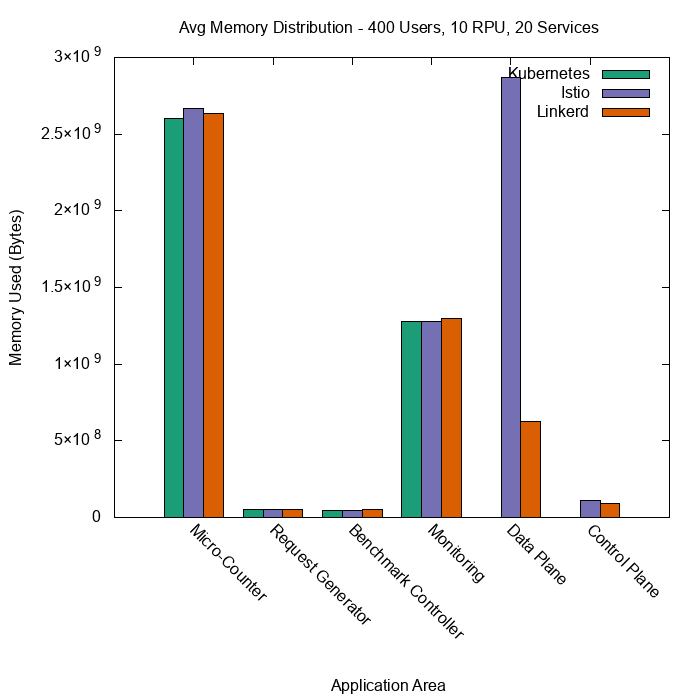 Avg Memory Distribution - 400 Users, 10 RPU, 20 Services
Kubernetes
Istio
Linkerd
Memory Used (Bytes)
3×10⁹
2.5×10⁹
2×10⁹
1.5×10⁹
1×10⁹
5×10⁸
0
Micro-Counter
Request Generator
Benchmark Controller
Monitoring
Data Plane
Control Plane
Application Area